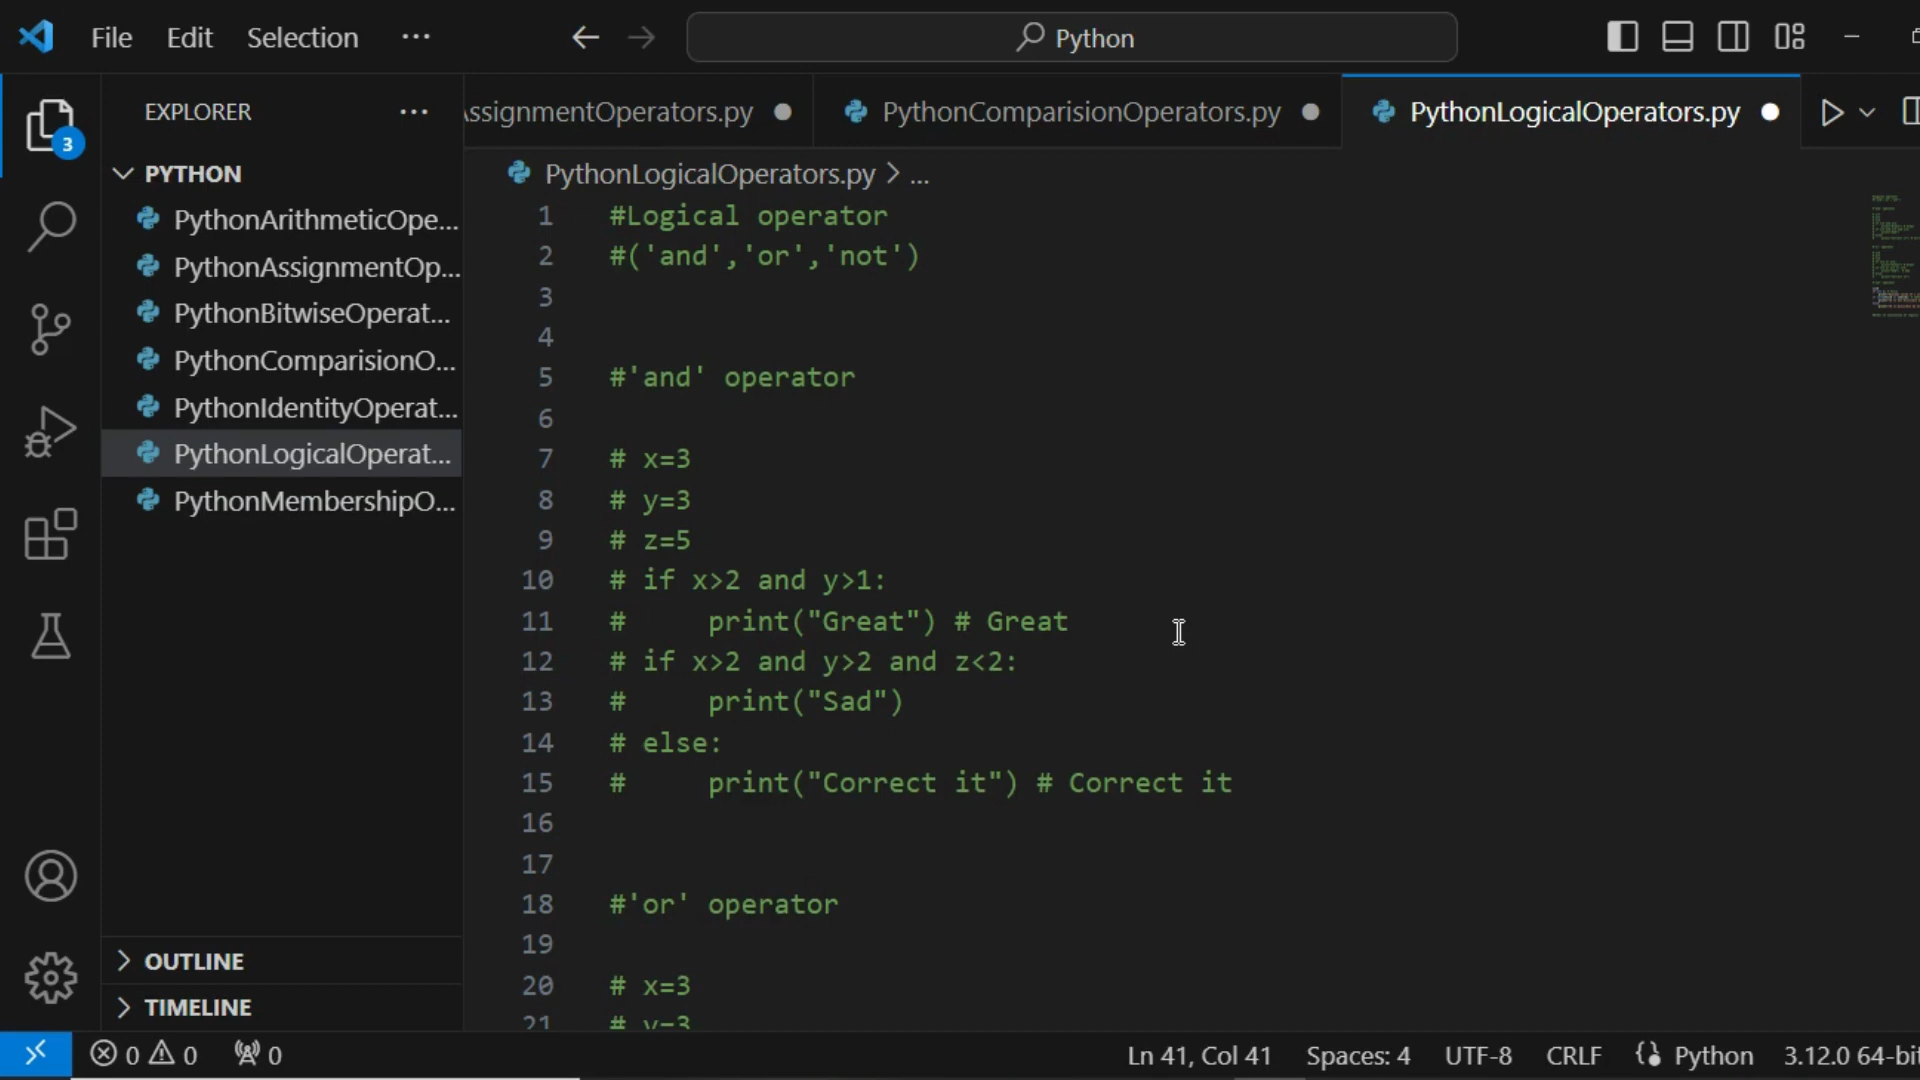 File Edit Selection ...
Python
EXPLORER ...
ssignmentOperators.py
PythonComparisionOperators.py
PythonLogicalOperators.py
3
PYTHON
PythonArithmeticOpe...
PythonAssignmentOp...
PythonBitwiseOperat...
PythonComparisionO...
PythonIdentityOperat...
PythonLogicalOperat...
PythonMembershipO...
OUTLINE
TIMELINE
PythonLogicalOperators.py > ...
1 #Logical operator
2 #('and','or','not')
3
4
5 #'and' operator
6
7 # x=3
8 # y=3
9 # z=5
10 # if x>2 and y>1:
11 #     print("Great") # Great
12 # if x>2 and y>2 and z<2:
13 #     print("Sad")
14 # else:
15 #     print("Correct it") # Correct it
16
17
18 #'or' operator
19
20 # x=3
21 # y=3
0 0 0
Ln 41, Col 41 Spaces: 4 UTF-8 CRLF Python 3.12.0 64-bit